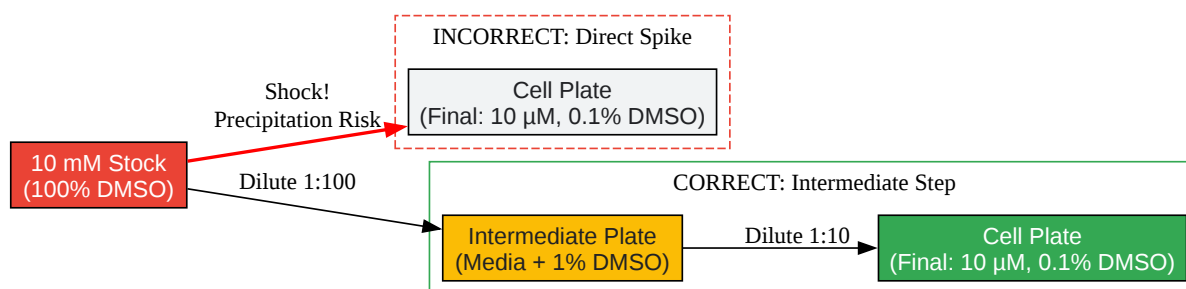 INCORRECT: Direct Spike
Cell Plate
(Final: 10 µM, 0.1% DMSO)
Shock!
Precipitation Risk
10 mM Stock
(100% DMSO)
Dilute 1:100
CORRECT: Intermediate Step
Intermediate Plate
(Media + 1% DMSO)
Dilute 1:10
Cell Plate
(Final: 10 µM, 0.1% DMSO)